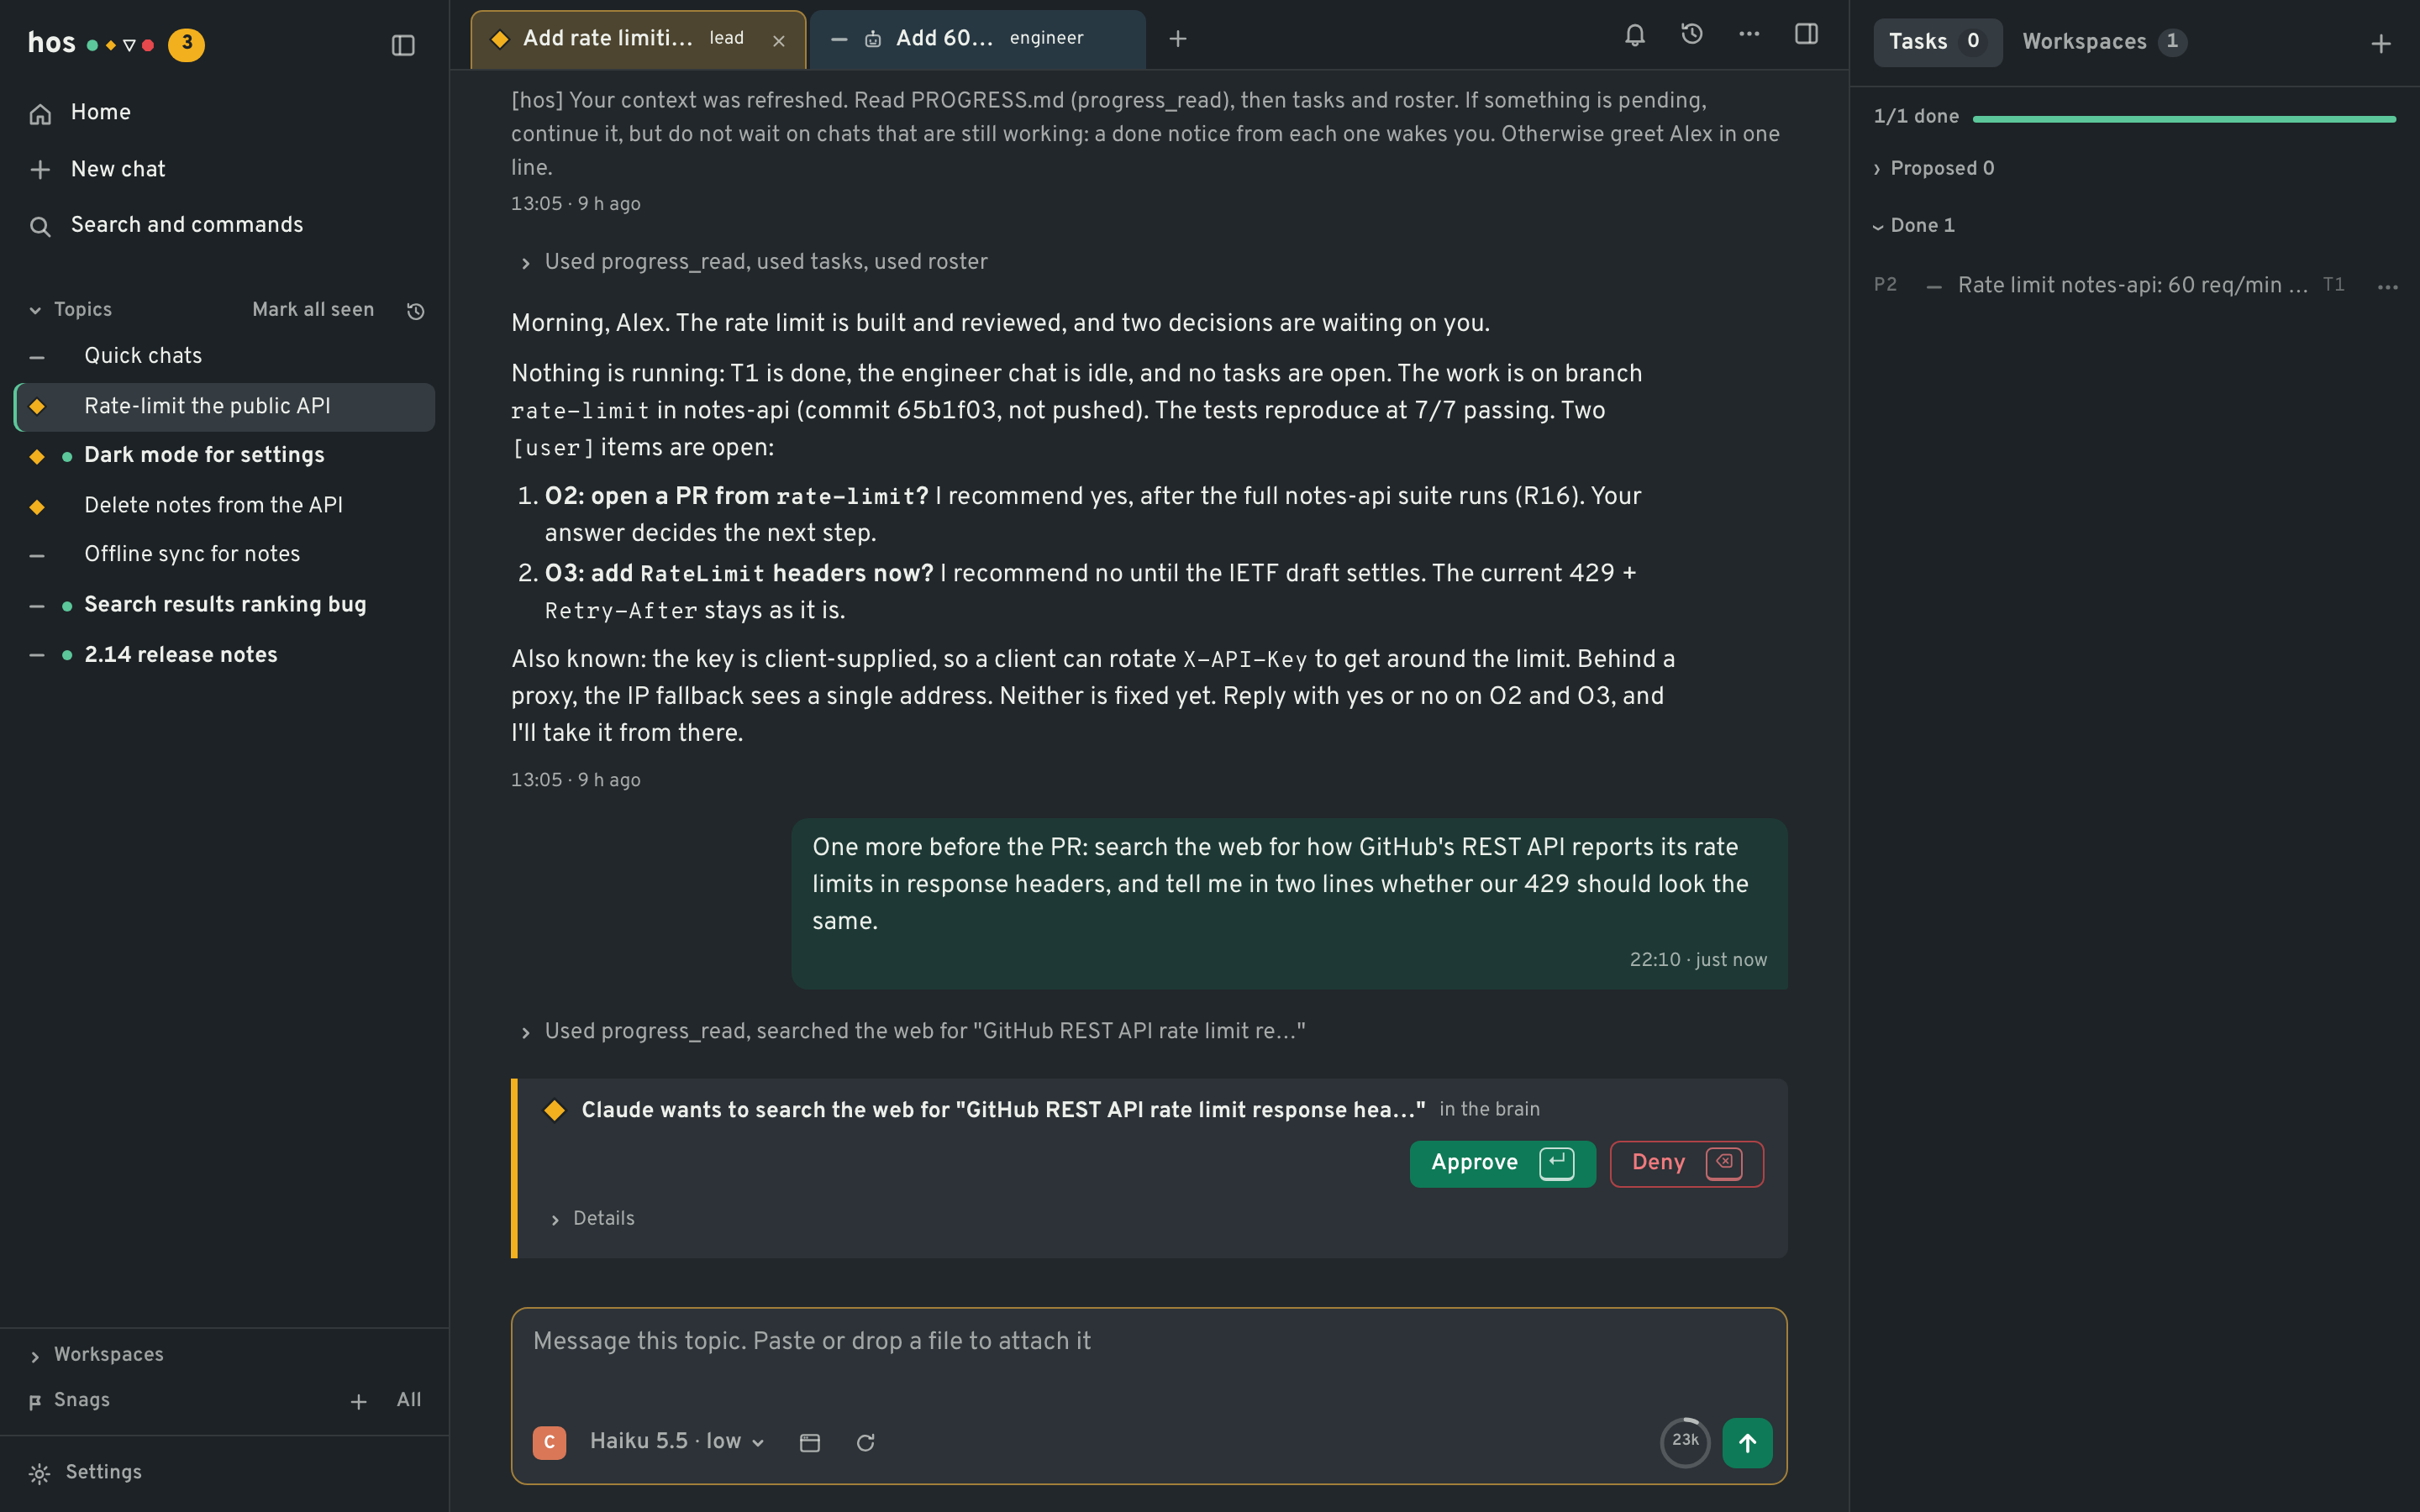 hos 3
Home
New chat
Search and commands
Topics Mark all seen
Quick chats
Rate-limit the public API
Dark mode for settings
Delete notes from the API
Offline sync for notes
Search results ranking bug
2.14 release notes
Workspaces
Snags All
Settings
Add rate limiti... lead
Add 60... engineer
[hos] Your context was refreshed. Read PROGRESS.md (progress_read), then tasks and roster. If something is pending,
continue it, but do not wait on chats that are still working: a done notice from each one wakes you. Otherwise greet Alex in one
line.
13:05 · 9 h ago
Used progress_read, used tasks, used roster
Morning, Alex. The rate limit is built and reviewed, and two decisions are waiting on you.
Nothing is running: T1 is done, the engineer chat is idle, and no tasks are open. The work is on branch
rate-limit in notes-api (commit 65b1f03, not pushed). The tests reproduce at 7/7 passing. Two
[user] items are open:
1. O2: open a PR from rate-limit? I recommend yes, after the full notes-api suite runs (R16). Your
answer decides the next step.
2. O3: add RateLimit headers now? I recommend no until the IETF draft settles. The current 429 +
Retry-After stays as it is.
Also known: the key is client-supplied, so a client can rotate X-API-Key to get around the limit. Behind a
proxy, the IP fallback sees a single address. Neither is fixed yet. Reply with yes or no on O2 and O3, and
I'll take it from there.
13:05 · 9 h ago
One more before the PR: search the web for how GitHub's REST API reports its rate
limits in response headers, and tell me in two lines whether our 429 should look the
same.
22:10 · just now
Used progress_read, searched the web for "GitHub REST API rate limit re..."
Claude wants to search the web for "GitHub REST API rate limit response hea..." in the brain
Approve Deny
Details
Message this topic. Paste or drop a file to attach it
C Haiku 5.5 · low 23k
Tasks 0 Workspaces 1
1/1 done
Proposed 0
Done 1
P2 Rate limit notes-api: 60 req/min ... T1